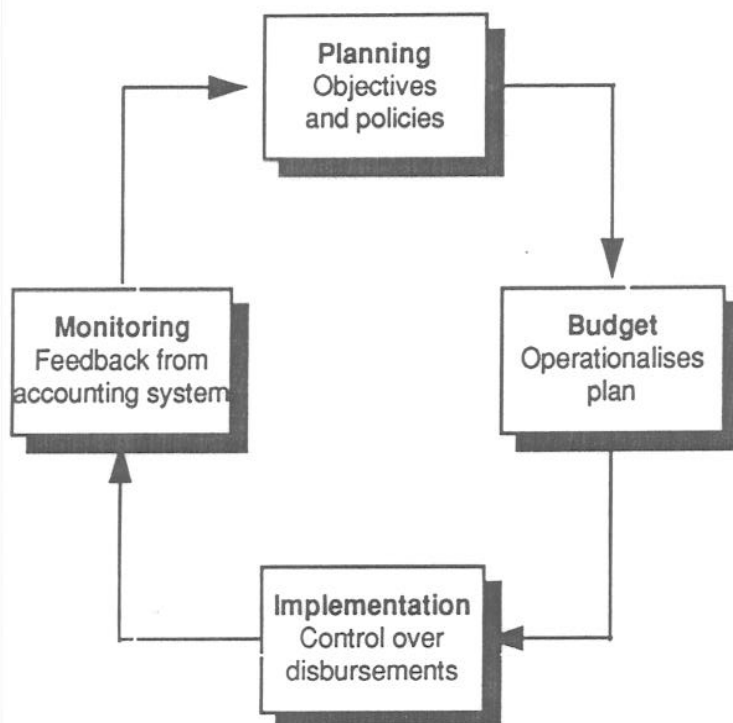 Planning
Objectives
and policies
Monitoring
Feedback from
accounting system
Budget
Operationalises
plan
Implementation
Control over
disbursements